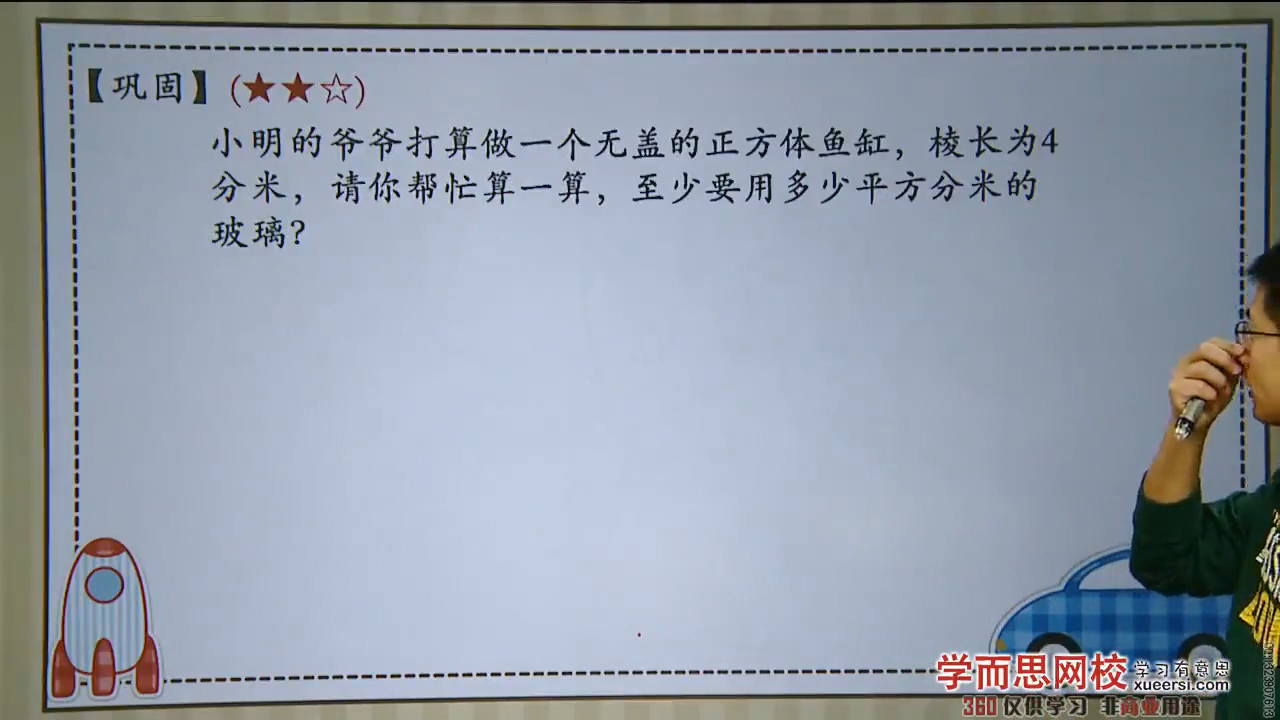 【巩固】(★★☆)
小明的爷爷打算做一个无盖的正方体鱼缸，棱长为4
分米，请你帮忙算一算，至少要用多少平方分米的
玻璃？
学而思网校 学习有意思
xueersi.com
360仅供学习 非商业用途